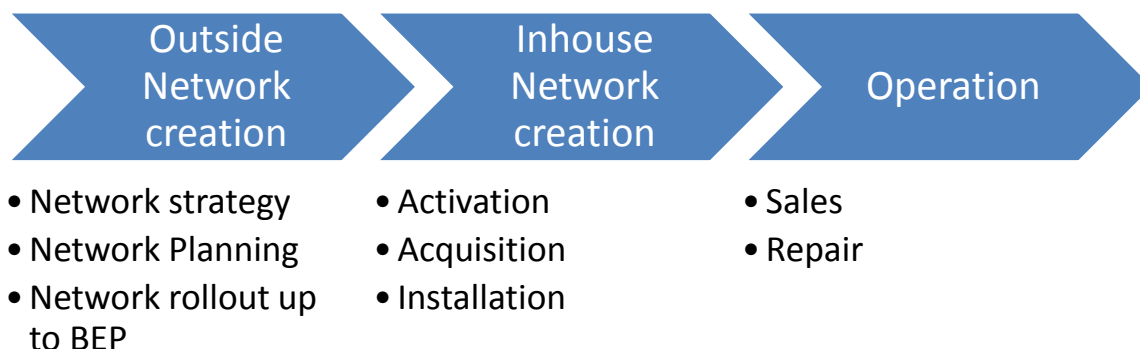 Outside
Network
creation
Inhouse
Network
creation
Operation
• Network strategy
• Network Planning
• Network rollout up
to BEP
• Activation
• Acquisition
• Installation
• Sales
• Repair